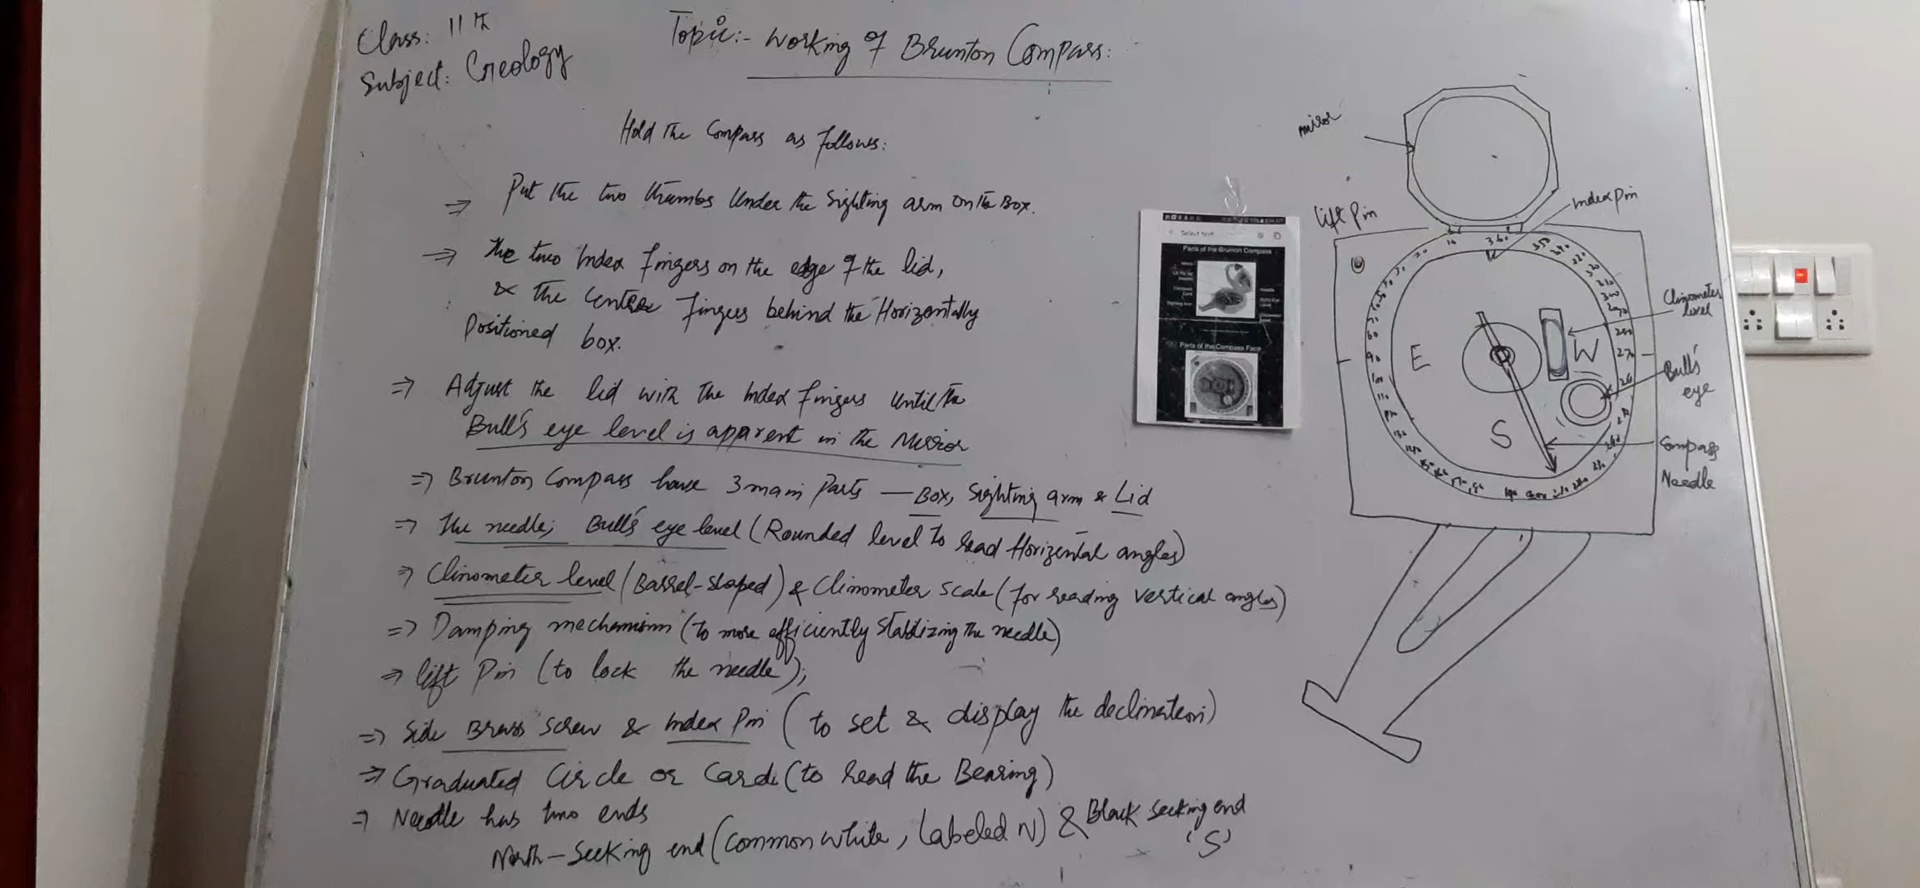 Class: 11th
Subject: Geology
Topic:- Working of Brunton Compass:
Hold The Compass as follows:
⇒ Put the two thumbs Under the Sighting arm on the Box.
⇒ The two Index fingers on the edge of the lid,
& the Centre fingers behind the Horizontally
Positioned box.
⇒ Adjust the lid with the Index fingers until the
Bull's eye level is apparent in the Mirror
⇒ Brunton Compass have 3 main Parts — Box, Sighting arm & Lid
⇒ The needle; Bull's eye level (Rounded level to read Horizental angles)
⇒ Clinometer level (Barrel-shaped) & Clinometer scale (for reading vertical angles)
⇒ Damping mechanism (to more efficiently Stablizing the needle)
⇒ lift Pin (to lock the needle);
⇒ Side Brass Screw & Index Pin (to set & display the declination)
⇒ Graduated Circle or Card (to read the Bearing)
⇒ Needle has two ends
North-Seeking end (Common white, Labeled N) & Black Seeking end
'S'
mirror
lift Pin
Index Pin
Clinometer
level
Bull's
eye
Compass
Needle
E
W
S
Parts of the Brunton Compass
Parts of the Compass Face